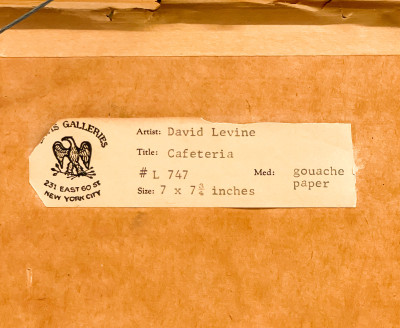 GALLERIES
231 EAST 60 ST
NEW YORK CITY
Artist: David Levine
Title: Cafeteria
# L 747 Med: gouache
paper
Size: 7 x 7¾ inches